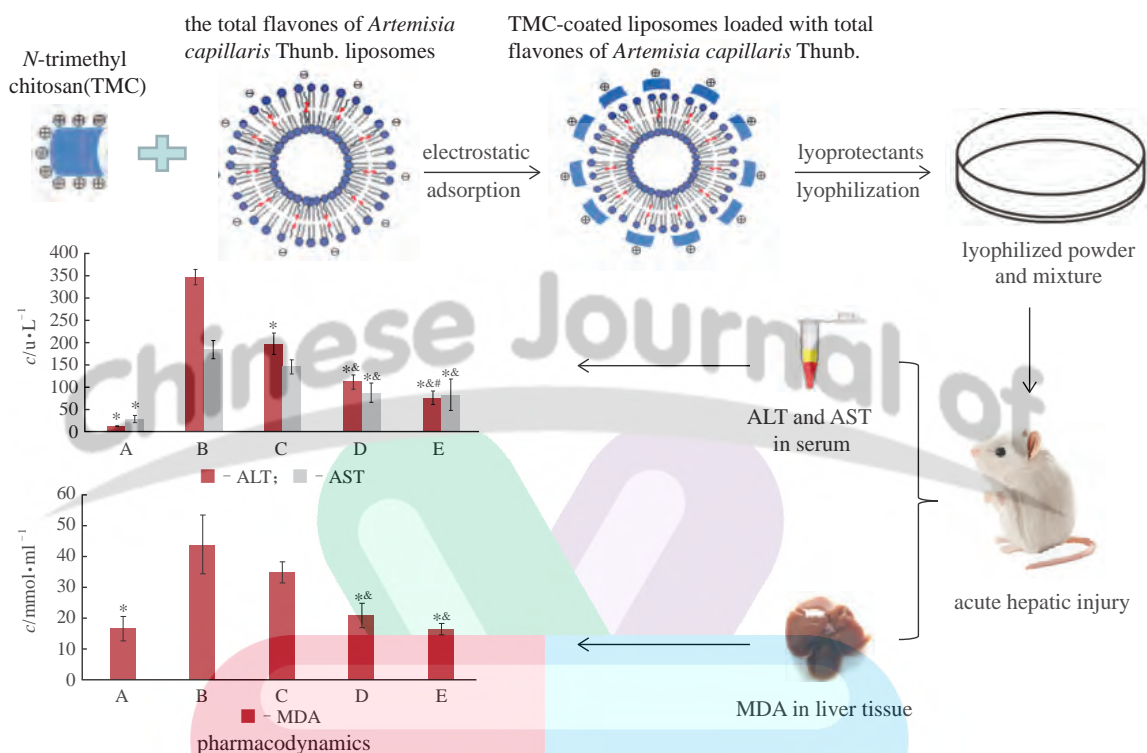 the total flavones of Artemisia
capillaris Thunb. liposomes
TMC-coated liposomes loaded with total
flavones of Artemisia capillaris Thunb.
N-trimethyl
chitosan(TMC)
electrostatic
adsorption
lyoprotectants
lyophilization
lyophilized powder
and mixture
400
350
300
250
200
150
100
50
0
c/u·L⁻¹
*
*
*
*&
*&
*&#
*&
A
B
C
D
E
- ALT; - AST
ALT and AST
in serum
acute hepatic injury
60
50
40
30
20
10
0
c/mmol·ml⁻¹
*
*&
*&
A
B
C
D
E
- MDA
pharmacodynamics
MDA in liver tissue
Chinese Journal of